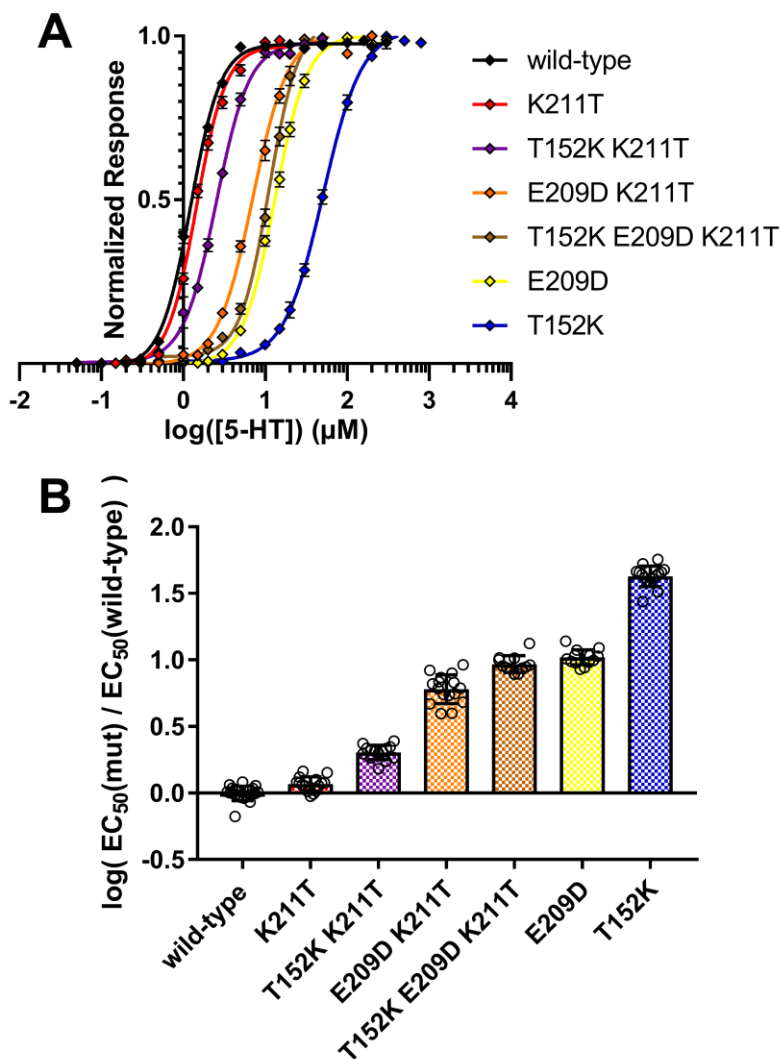 A
Normalized Response
1.0
0.5
-2 -1 0 1 2 3 4
log([5-HT]) (µM)
wild-type
K211T
T152K K211T
E209D K211T
T152K E209D K211T
E209D
T152K
B
log( EC50(mut) / EC50(wild-type) )
2.0
1.5
1.0
0.5
0.0
-0.5
wild-type
K211T
T152K K211T
E209D K211T
T152K E209D K211T
E209D
T152K